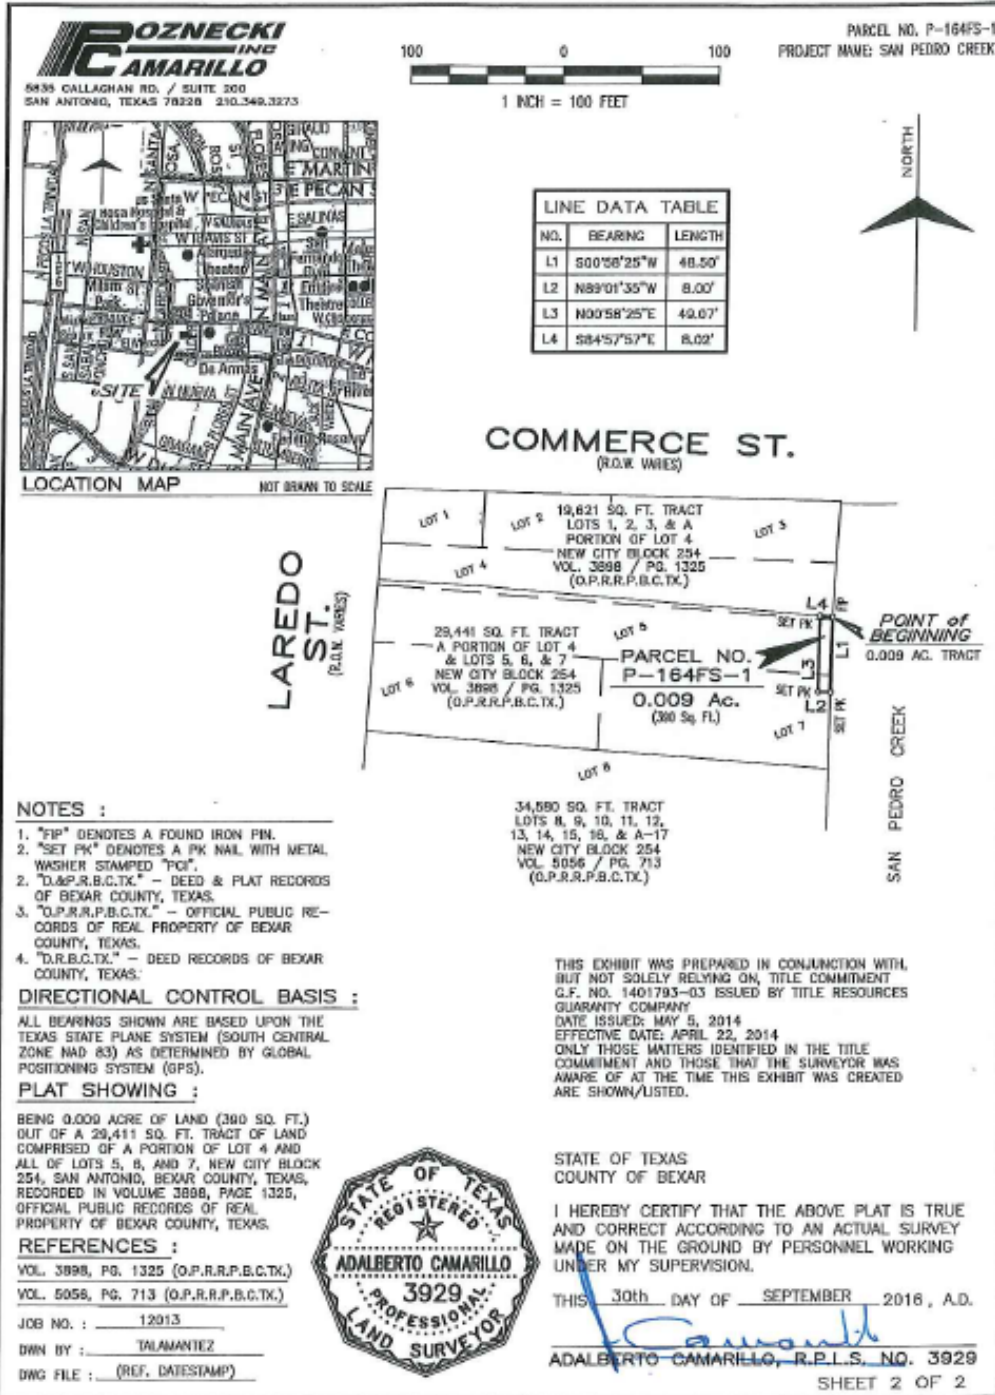 POZNECKI
INC
CAMARILLO
5835 CALLAGHAN RD. / SUITE 200
SAN ANTONIO, TEXAS 78228 210.349.3273
100 0 100
1 INCH = 100 FEET
PARCEL NO. P-164FS-1
PROJECT NAME: SAN PEDRO CREEK
NORTH
LINE DATA TABLE
NO. BEARING LENGTH
L1 S00°58'25"W 48.50'
L2 N89°01'35"W 8.00'
L3 N00°58'25"E 49.07'
L4 S84°57'57"E 8.02'
MARTIN
E PECAN S
W PECAN ST
E SALINAS
W TRAVIS ST
W HOUSTON
N MAIN AVE
Spanish
Governor's
Theatre
De Annas
SITE
N NUEVA
MAIN AVE
LOCATION MAP
NOT DRAWN TO SCALE
COMMERCE ST.
(R.O.W. VARIES)
LAREDO
ST.
(R.O.W. VARIES)
LOT 1
LOT 2
19,621 SQ. FT. TRACT
LOTS 1, 2, 3, & A
PORTION OF LOT 4
NEW CITY BLOCK 254
VOL. 3898 / PG. 1325
(O.P.R.R.P.B.C.TX.)
LOT 3
LOT 4
L4
FIP
SET PK
POINT of
BEGINNING
0.009 AC. TRACT
L1
L3
29,441 SQ. FT. TRACT
A PORTION OF LOT 4
& LOTS 5, 6, & 7
NEW CITY BLOCK 254
VOL. 3898 / PG. 1325
(O.P.R.R.P.B.C.TX.)
LOT 5
LOT 6
PARCEL NO.
P-164FS-1
0.009 Ac.
(390 Sq. Ft.)
SET PK
L2
SET PK
LOT 7
LOT 8
SAN PEDRO CREEK
34,580 SQ. FT. TRACT
LOTS 8, 9, 10, 11, 12,
13, 14, 15, 16, & A-17
NEW CITY BLOCK 254
VOL. 5056 / PG. 713
(O.P.R.R.P.B.C.TX.)
NOTES :
1. "FIP" DENOTES A FOUND IRON PIN.
2. "SET PK" DENOTES A PK NAIL WITH METAL
WASHER STAMPED "PCI".
2. "D.&P.R.B.C.TX." - DEED & PLAT RECORDS
OF BEXAR COUNTY, TEXAS.
3. "O.P.R.R.P.B.C.TX." - OFFICIAL PUBLIC RE-
CORDS OF REAL PROPERTY OF BEXAR
COUNTY, TEXAS.
4. "D.R.B.C.TX." - DEED RECORDS OF BEXAR
COUNTY, TEXAS.
DIRECTIONAL CONTROL BASIS :
ALL BEARINGS SHOWN ARE BASED UPON THE
TEXAS STATE PLANE SYSTEM (SOUTH CENTRAL
ZONE NAD 83) AS DETERMINED BY GLOBAL
POSITIONING SYSTEM (GPS).
PLAT SHOWING :
BEING 0.009 ACRE OF LAND (390 SQ. FT.)
OUT OF A 29,411 SQ. FT. TRACT OF LAND
COMPRISED OF A PORTION OF LOT 4 AND
ALL OF LOTS 5, 6, AND 7, NEW CITY BLOCK
254, SAN ANTONIO, BEXAR COUNTY, TEXAS,
RECORDED IN VOLUME 3898, PAGE 1325,
OFFICIAL PUBLIC RECORDS OF REAL
PROPERTY OF BEXAR COUNTY, TEXAS.
REFERENCES :
VOL. 3898, PG. 1325 (O.P.R.R.P.B.C.TX.)
VOL. 5056, PG. 713 (O.P.R.R.P.B.C.TX.)
JOB NO. : 12013
DWN BY : TALAMANTEZ
DWG FILE : (REF. DATESTAMP)
STATE OF TEXAS
REGISTERED
ADALBERTO CAMARILLO
3929
PROFESSIONAL
LAND SURVEYOR
THIS EXHIBIT WAS PREPARED IN CONJUNCTION WITH,
BUT NOT SOLELY RELYING ON, TITLE COMMITMENT
G.F. NO. 1401793-03 ISSUED BY TITLE RESOURCES
GUARANTY COMPANY
DATE ISSUED: MAY 5, 2014
EFFECTIVE DATE: APRIL 22, 2014
ONLY THOSE MATTERS IDENTIFIED IN THE TITLE
COMMITMENT AND THOSE THAT THE SURVEYOR WAS
AWARE OF AT THE TIME THIS EXHIBIT WAS CREATED
ARE SHOWN/LISTED.
STATE OF TEXAS
COUNTY OF BEXAR
I HEREBY CERTIFY THAT THE ABOVE PLAT IS TRUE
AND CORRECT ACCORDING TO AN ACTUAL SURVEY
MADE ON THE GROUND BY PERSONNEL WORKING
UNDER MY SUPERVISION.
THIS 30th DAY OF SEPTEMBER 2016, A.D.
ADALBERTO CAMARILLO, R.P.L.S. NO. 3929
SHEET 2 OF 2